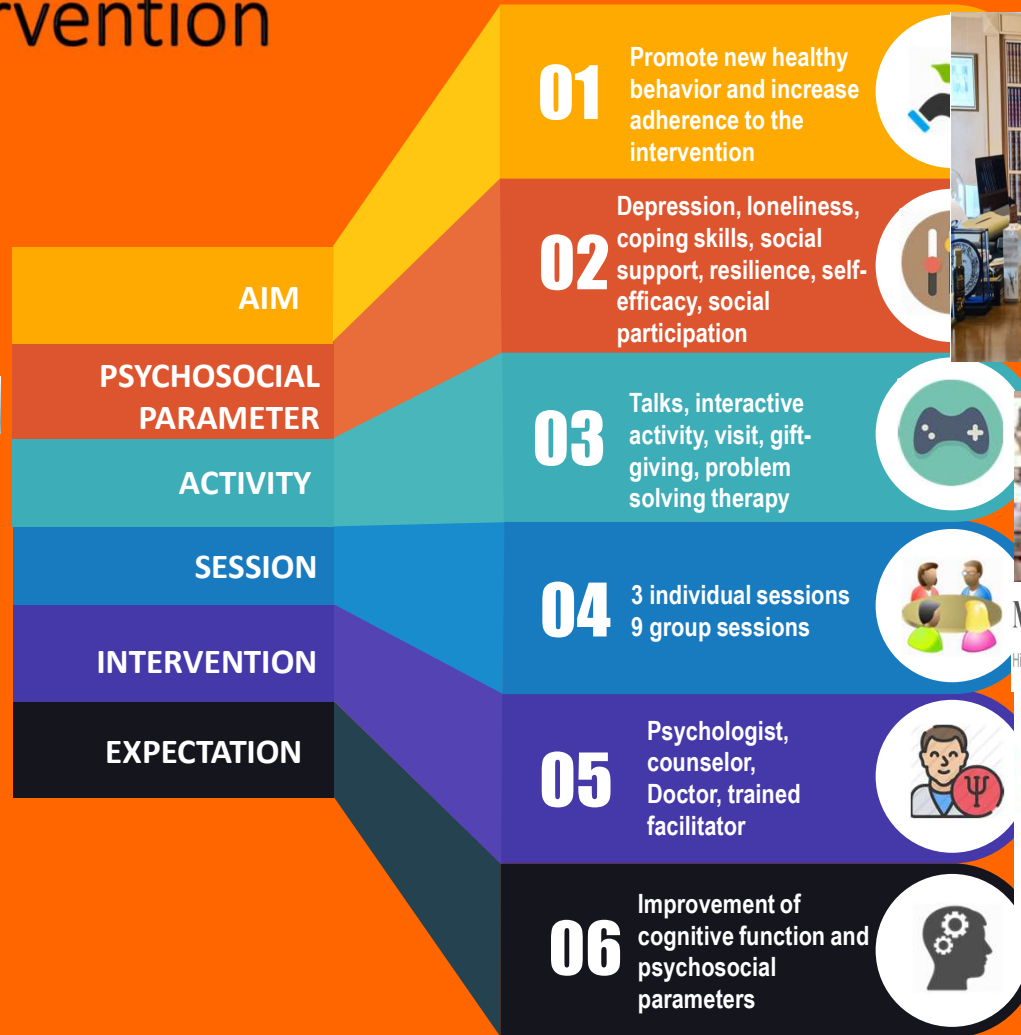 rvention
AIM
PSYCHOSOCIAL
PARAMETER
ACTIVITY
SESSION
INTERVENTION
EXPECTATION
01
Promote new healthy
behavior and increase
adherence to the
intervention
02
Depression, loneliness,
coping skills, social
support, resilience, self-
efficacy, social
participation
03
Talks, interactive
activity, visit, gift-
giving, problem
solving therapy
04
3 individual sessions
9 group sessions
05
Psychologist,
counselor,
Doctor, trained
facilitator
Ψ
06
Improvement of
cognitive function and
psychosocial
parameters